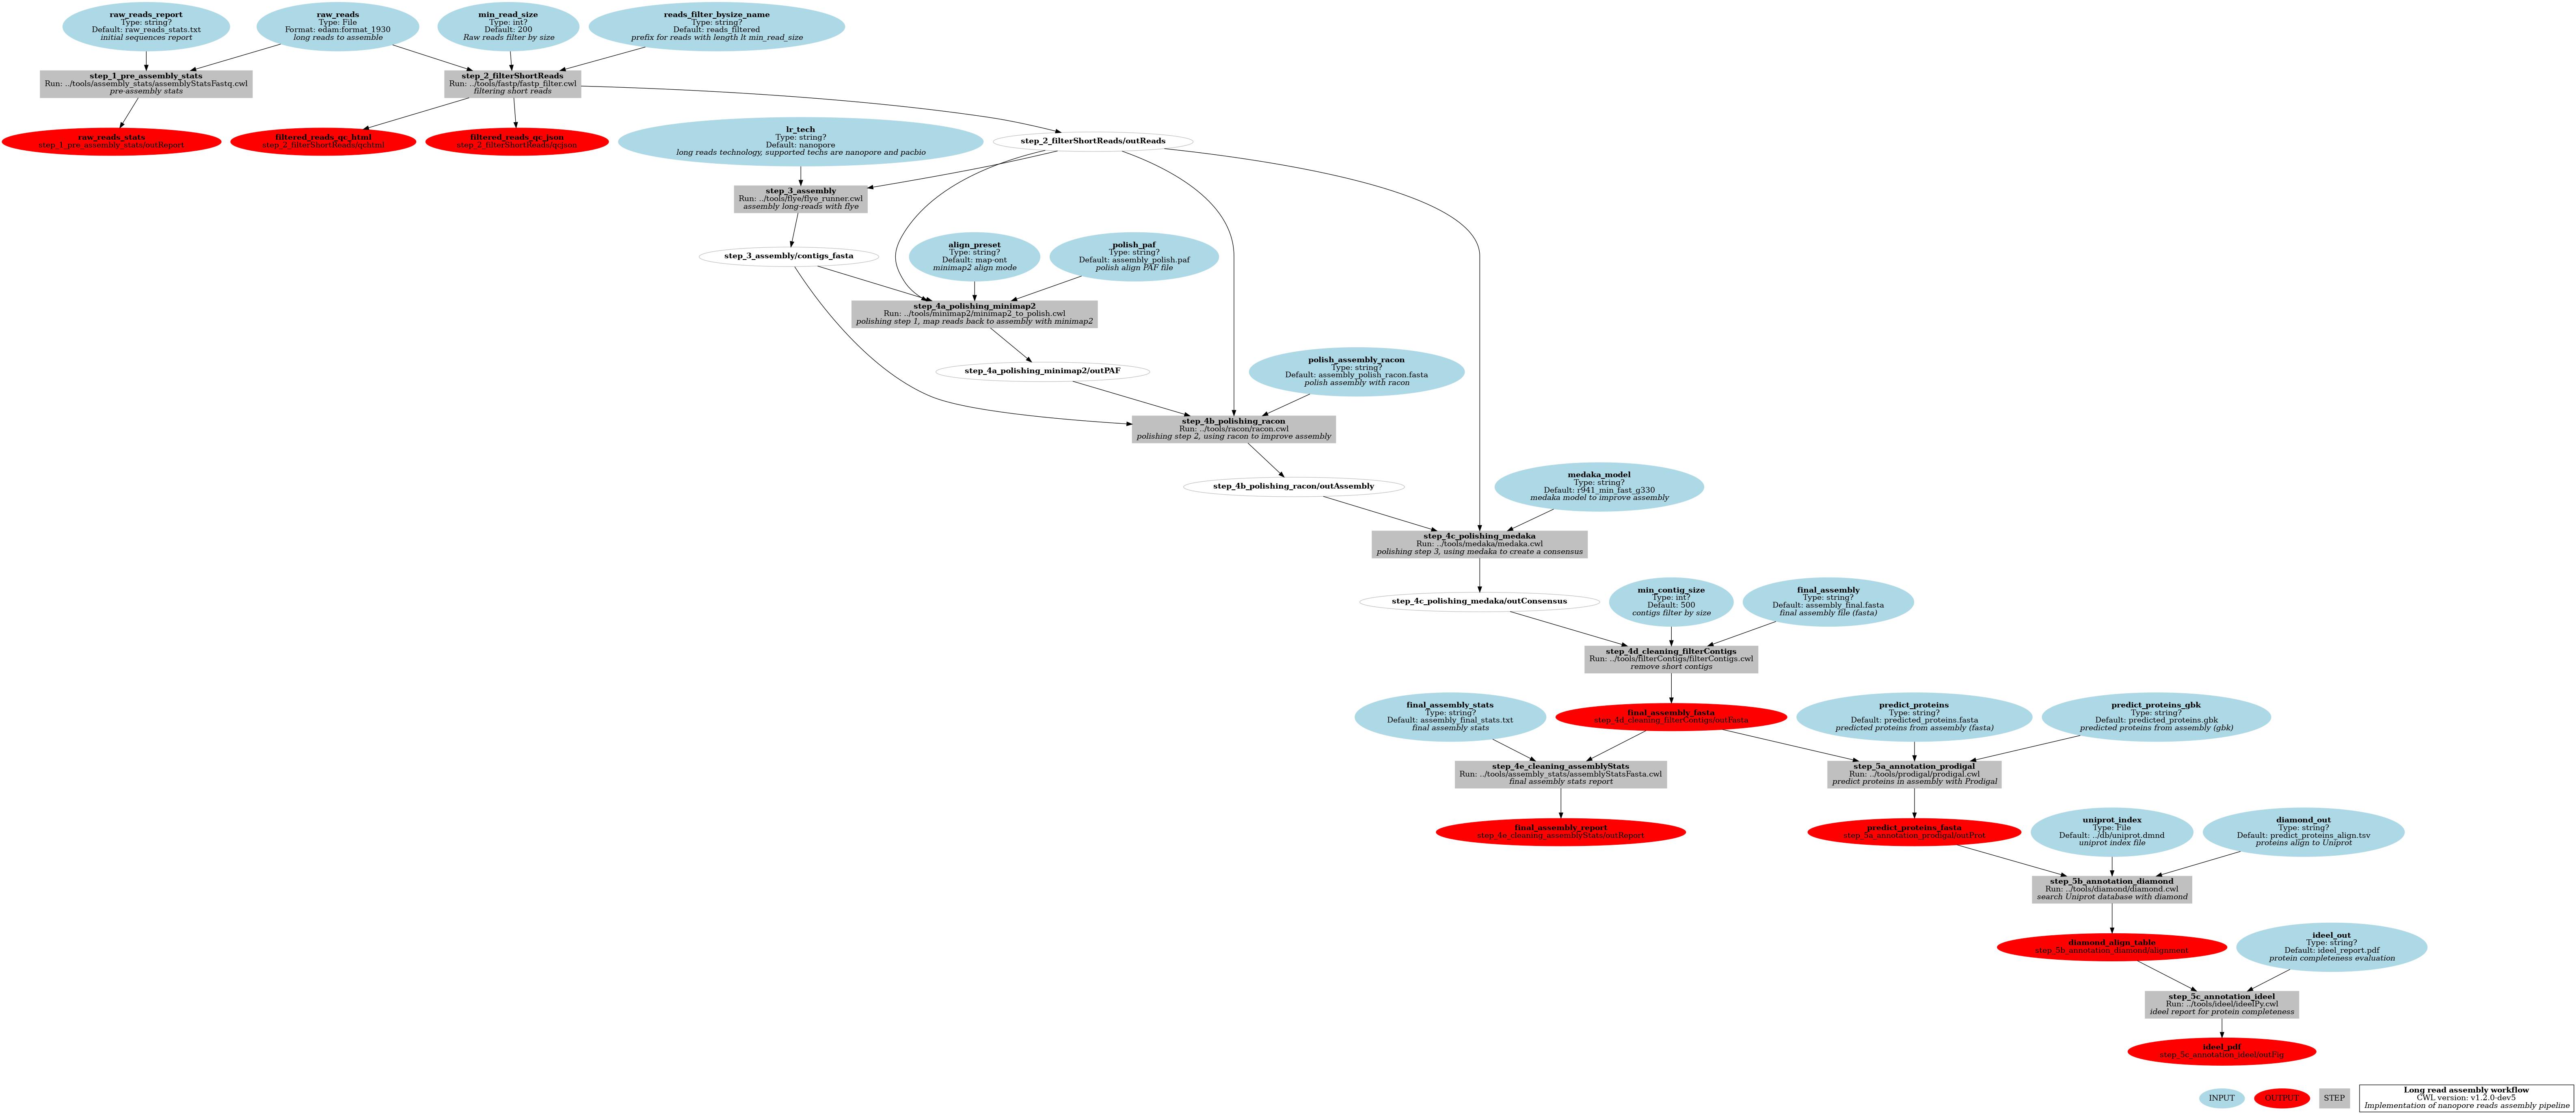 raw_reads_report
Type: string?
Default: raw_reads_stats.txt
initial sequences report
raw_reads
Type: File
Format: edam:format_1930
long reads to assemble
min_read_size
Type: int?
Default: 200
Raw reads filter by size
reads_filter_bysize_name
Type: string?
Default: reads_filtered
prefix for reads with length lt min_read_size
step_1_pre_assembly_stats
Run: ../tools/assembly_stats/assemblyStatsFastq.cwl
pre-assembly stats
step_2_filterShortReads
Run: ../tools/fastp/fastp_filter.cwl
filtering short reads
raw_reads_stats
step_1_pre_assembly_stats/outReport
filtered_reads_qc_html
step_2_filterShortReads/qchtml
filtered_reads_qc_json
step_2_filterShortReads/qcjson
lr_tech
Type: string?
Default: nanopore
long reads technology, supported techs are nanopore and pacbio
step_2_filterShortReads/outReads
step_3_assembly
Run: ../tools/flye/flye_runner.cwl
assembly long-reads with flye
step_3_assembly/contigs_fasta
align_preset
Type: string?
Default: map-ont
minimap2 align mode
polish_paf
Type: string?
Default: assembly_polish.paf
polish align PAF file
step_4a_polishing_minimap2
Run: ../tools/minimap2/minimap2_to_polish.cwl
polishing step 1, map reads back to assembly with minimap2
step_4a_polishing_minimap2/outPAF
polish_assembly_racon
Type: string?
Default: assembly_polish_racon.fasta
polish assembly with racon
step_4b_polishing_racon
Run: ../tools/racon/racon.cwl
polishing step 2, using racon to improve assembly
step_4b_polishing_racon/outAssembly
medaka_model
Type: string?
Default: r941_min_fast_g330
medaka model to improve assembly
step_4c_polishing_medaka
Run: ../tools/medaka/medaka.cwl
polishing step 3, using medaka to create a consensus
step_4c_polishing_medaka/outConsensus
min_contig_size
Type: int?
Default: 500
contigs filter by size
final_assembly
Type: string?
Default: assembly_final.fasta
final assembly file (fasta)
step_4d_cleaning_filterContigs
Run: ../tools/filterContigs/filterContigs.cwl
remove short contigs
final_assembly_stats
Type: string?
Default: assembly_final_stats.txt
final assembly stats
final_assembly_fasta
step_4d_cleaning_filterContigs/outFasta
predict_proteins
Type: string?
Default: predicted_proteins.fasta
predicted proteins from assembly (fasta)
predict_proteins_gbk
Type: string?
Default: predicted_proteins.gbk
predicted proteins from assembly (gbk)
step_4e_cleaning_assemblyStats
Run: ../tools/assembly_stats/assemblyStatsFasta.cwl
final assembly stats report
step_5a_annotation_prodigal
Run: ../tools/prodigal/prodigal.cwl
predict proteins in assembly with Prodigal
final_assembly_report
step_4e_cleaning_assemblyStats/outReport
predict_proteins_fasta
step_5a_annotation_prodigal/outProt
uniprot_index
Type: File
Default: ../db/uniprot.dmnd
uniprot index file
diamond_out
Type: string?
Default: predict_proteins_align.tsv
proteins align to Uniprot
step_5b_annotation_diamond
Run: ../tools/diamond/diamond.cwl
search Uniprot database with diamond
diamond_align_table
step_5b_annotation_diamond/alignment
ideel_out
Type: string?
Default: ideel_report.pdf
protein completeness evaluation
step_5c_annotation_ideel
Run: ../tools/ideel/ideelPy.cwl
ideel report for protein completeness
ideel_pdf
step_5c_annotation_ideel/outFig
INPUT
OUTPUT
STEP
Long read assembly workflow
CWL version: v1.2.0-dev5
Implementation of nanopore reads assembly pipeline